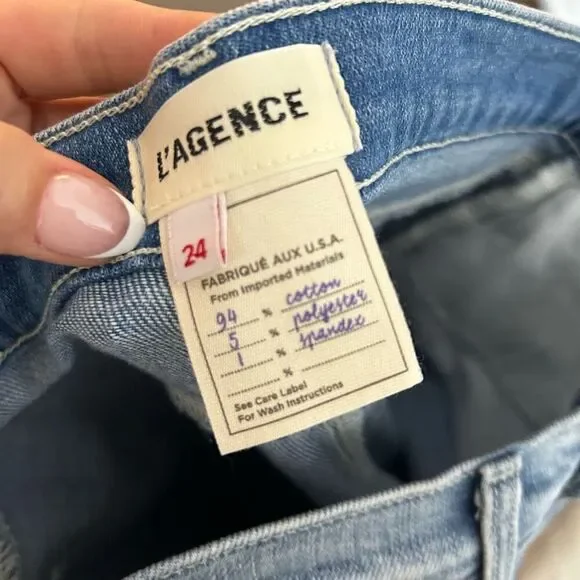 L'AGENCE
24
FABRIQUÉ AUX U.S.A.
From Imported Materials
94 % cotton
5 % polyester
1 % spandex
%
See Care Label
For Wash Instructions